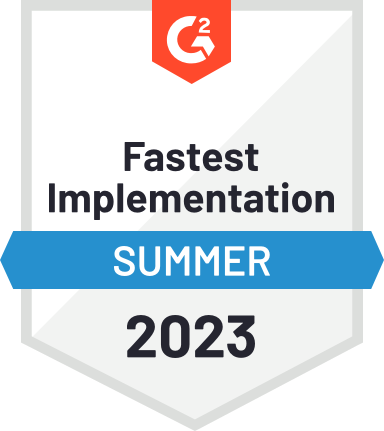 G2
Fastest
Implementation
SUMMER
2023